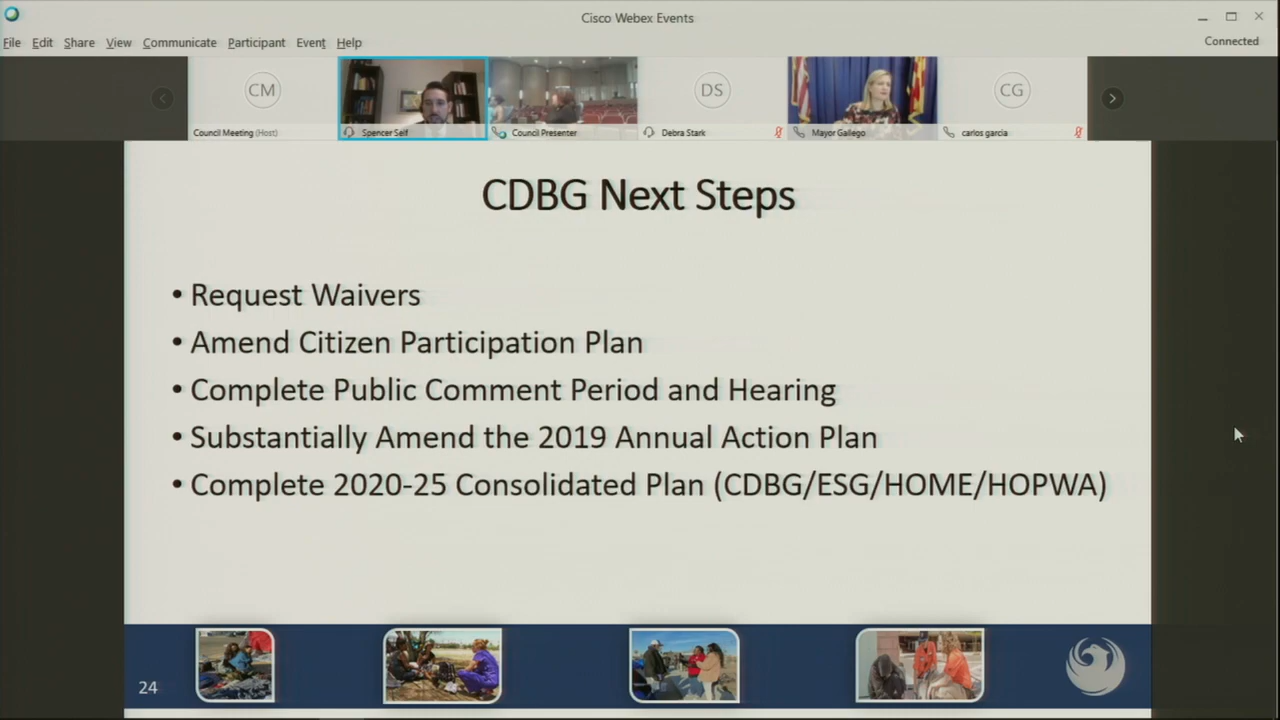 Cisco Webex Events
File Edit Share View Communicate Participant Event Help
Connected
CM
DS
CG
Council Meeting (Host)
Spencer Self
Council Presenter
Debra Stark
Mayor Gallego
carlos garcia
CDBG Next Steps
• Request Waivers
• Amend Citizen Participation Plan
• Complete Public Comment Period and Hearing
• Substantially Amend the 2019 Annual Action Plan
• Complete 2020-25 Consolidated Plan (CDBG/ESG/HOME/HOPWA)
24